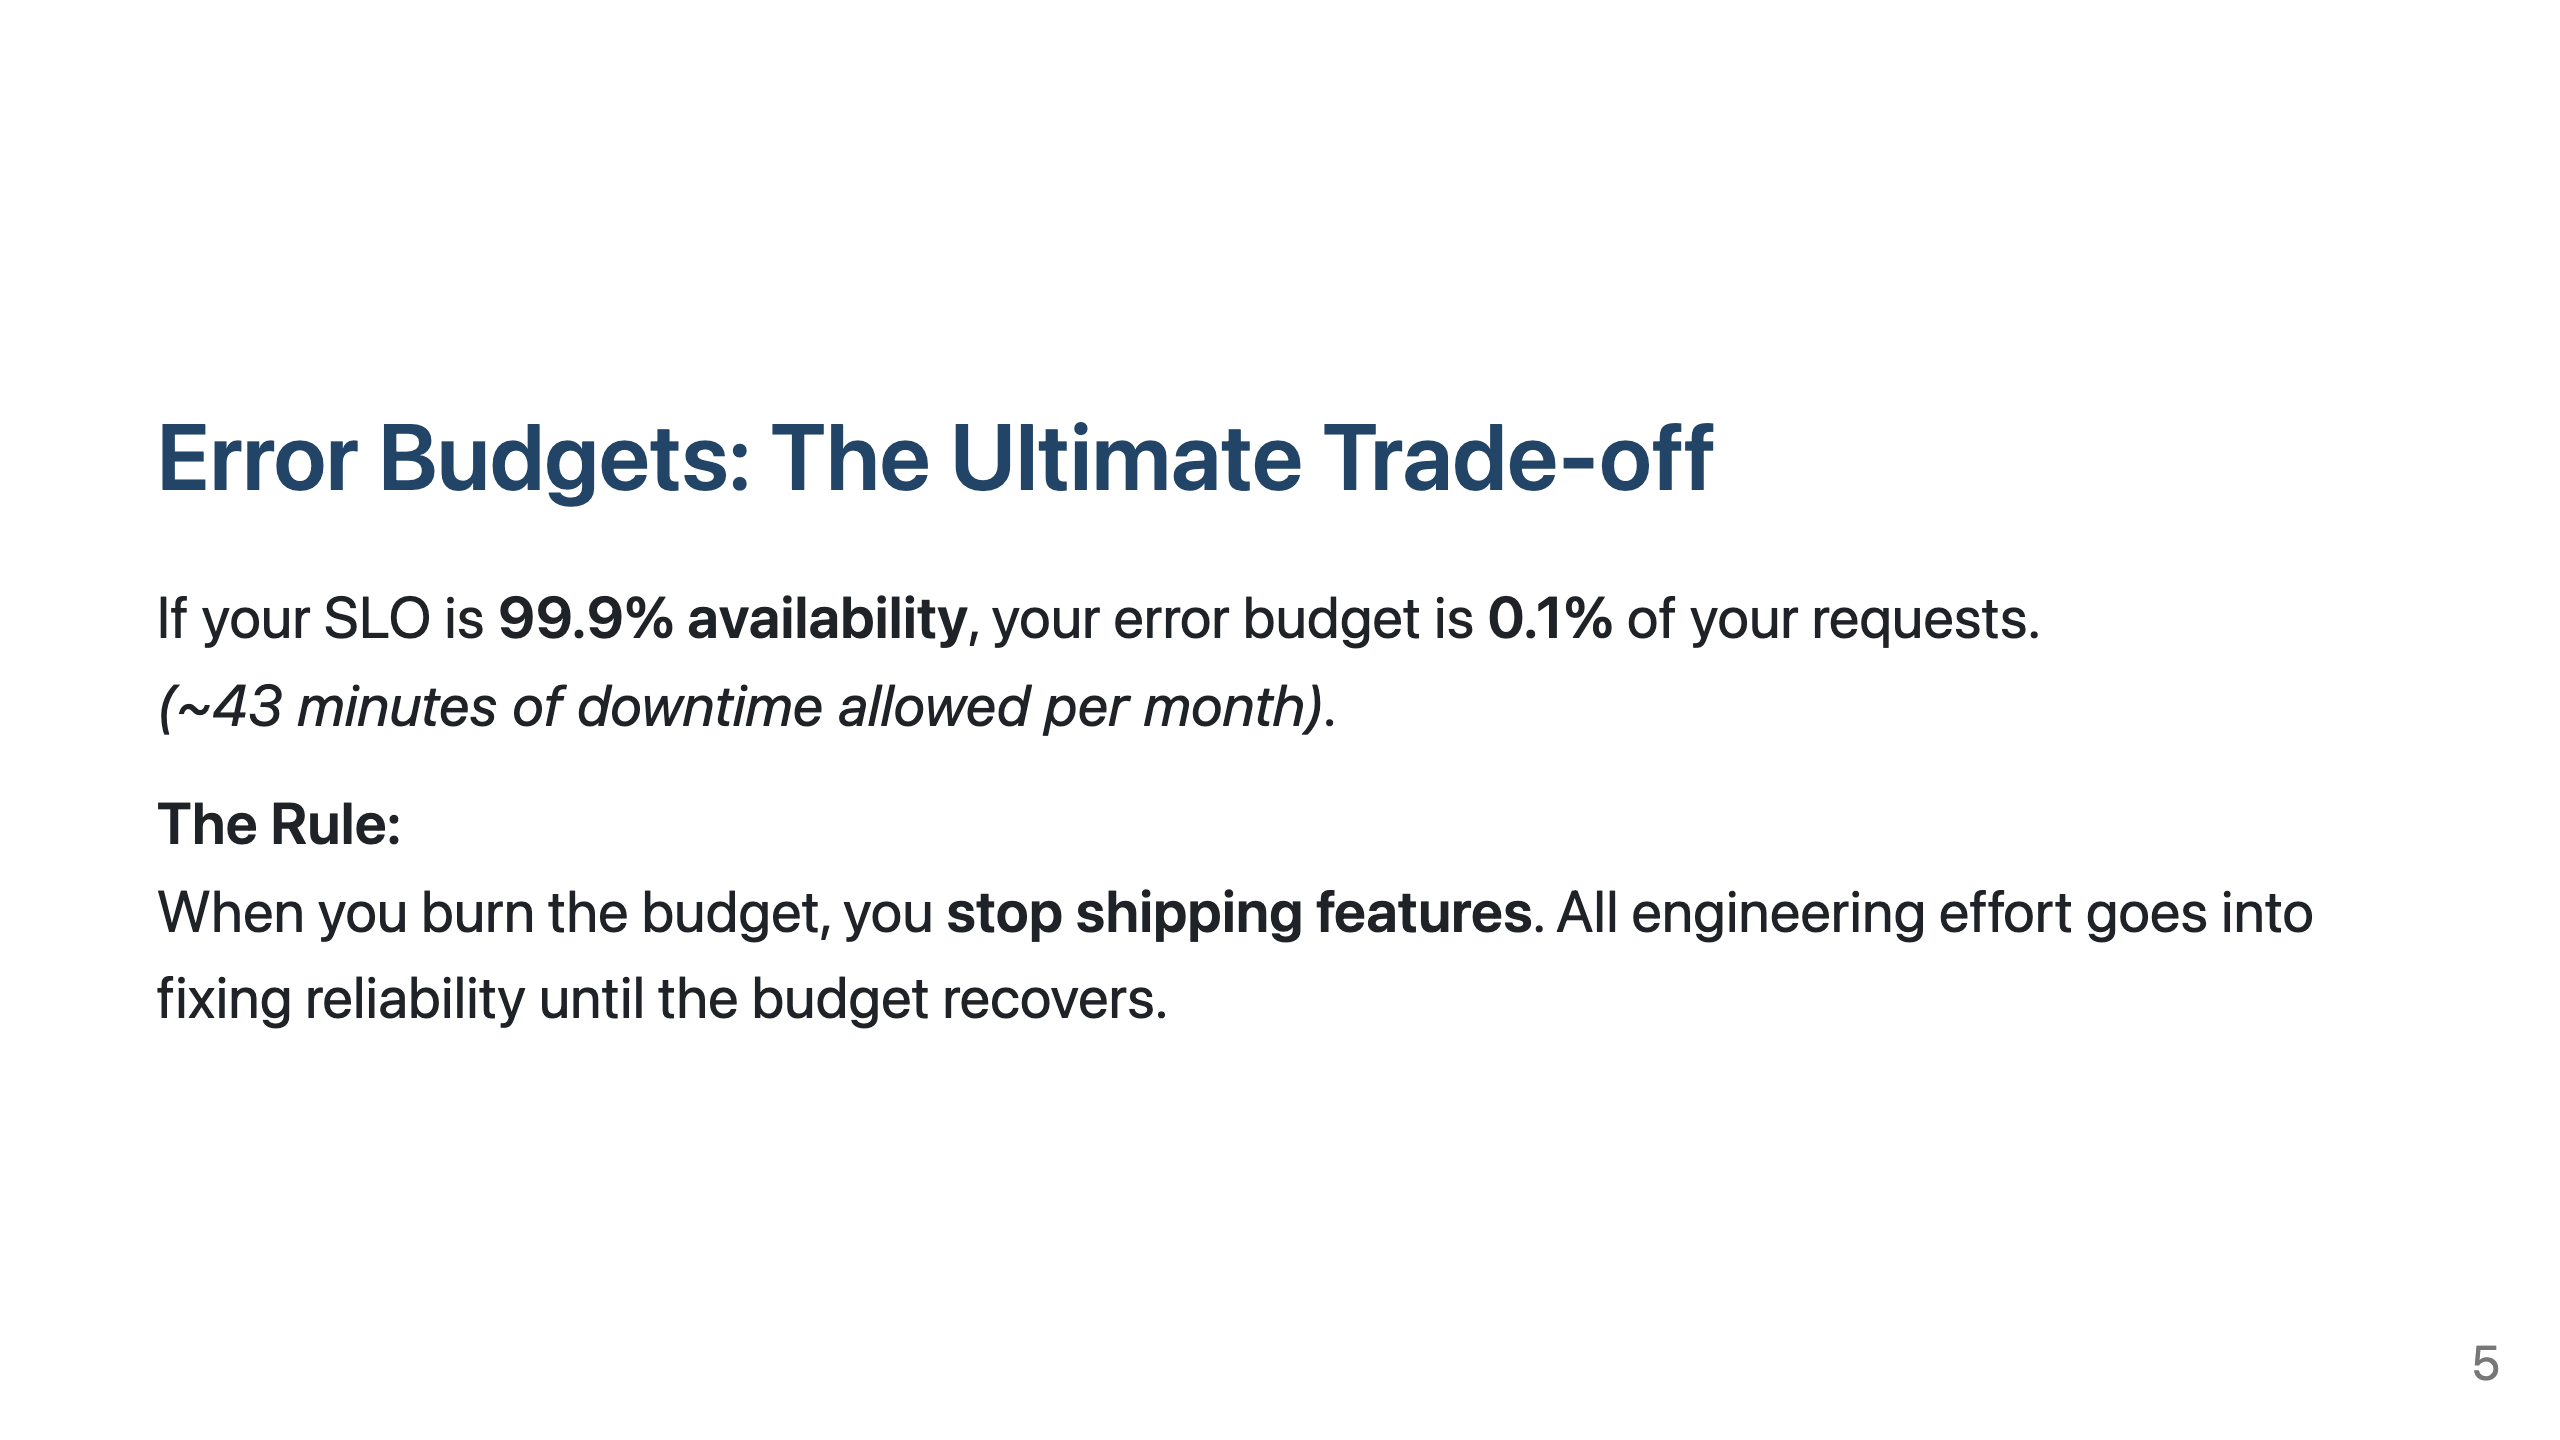 Error Budgets: The Ultimate Trade-off
If your SLO is 99.9% availability, your error budget is 0.1% of your requests.
(~43 minutes of downtime allowed per month).
The Rule:
When you burn the budget, you stop shipping features. All engineering effort goes into
fixing reliability until the budget recovers.
5